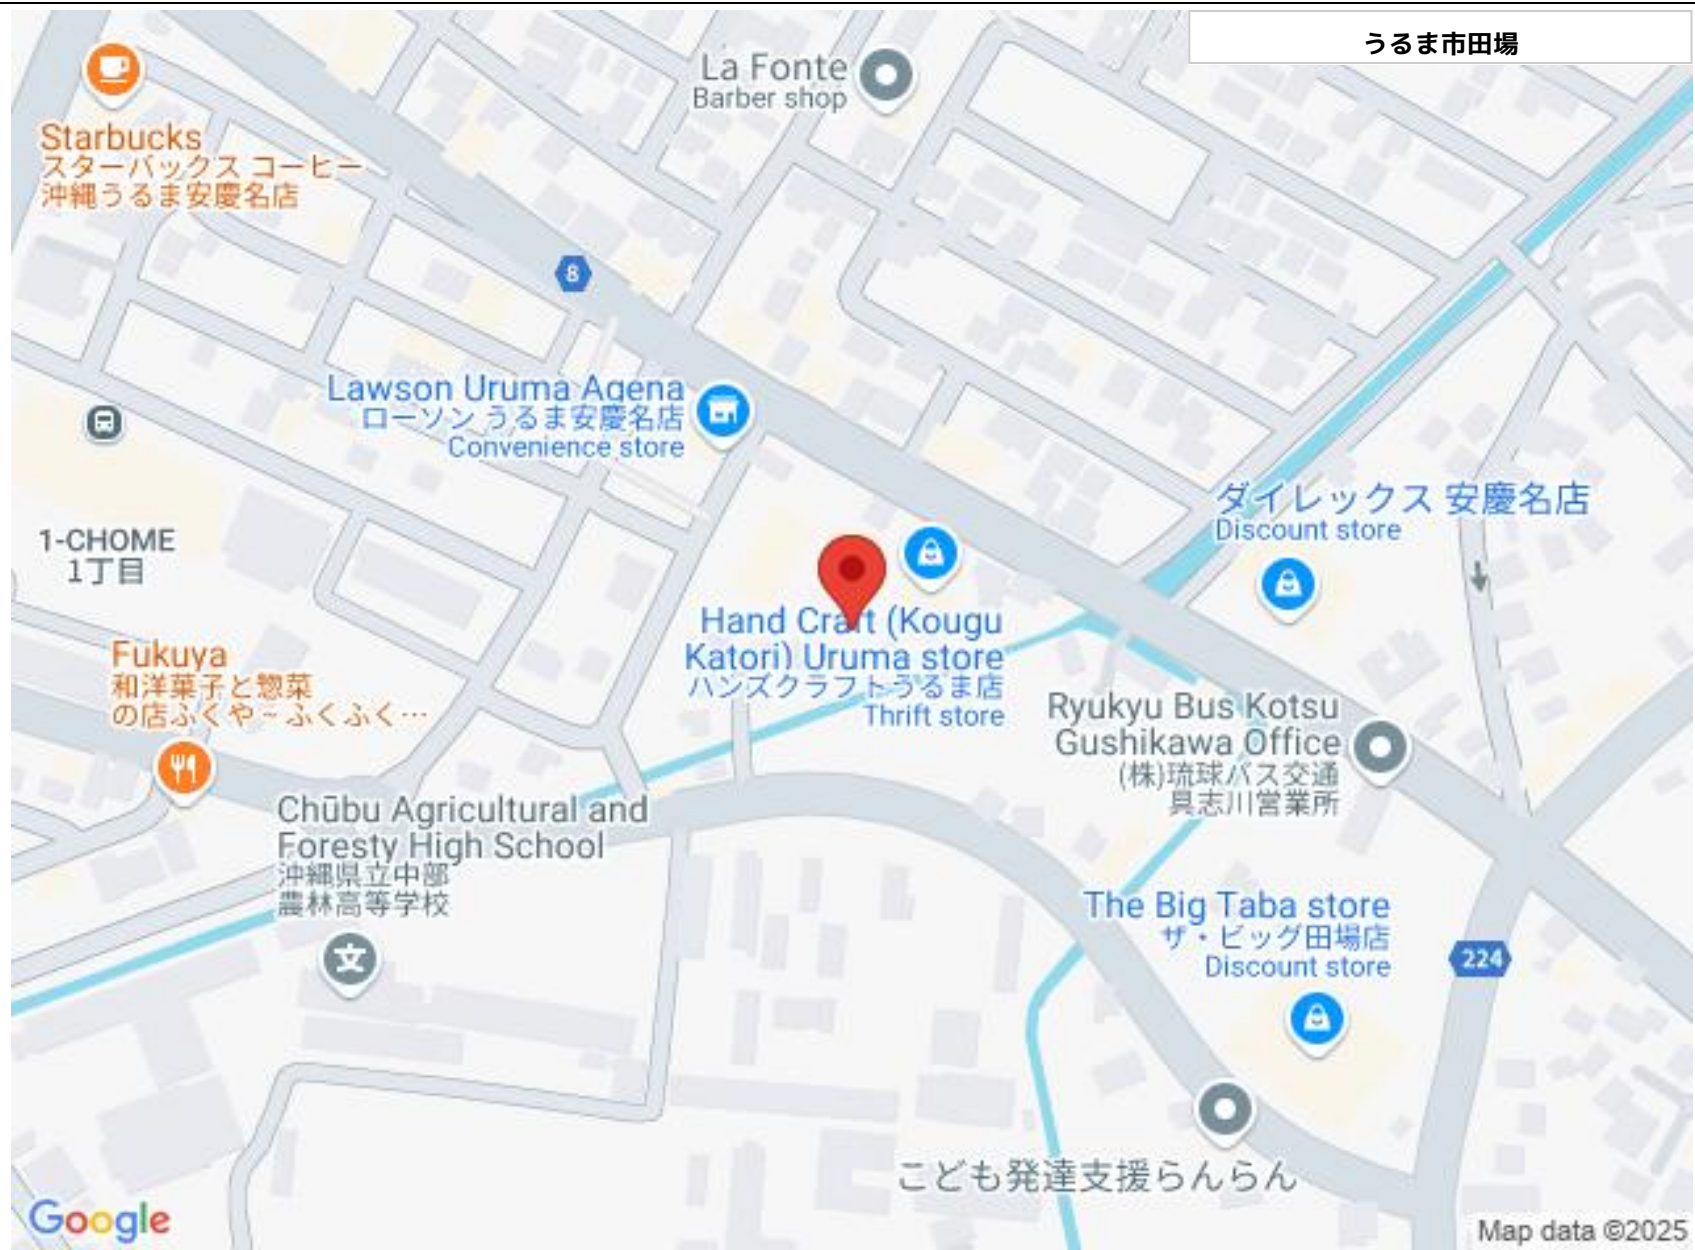 うるま市田場
La Fonte
Barber shop
Starbucks
スターバックス コーヒー
沖縄うるま安慶名店
8
Lawson Uruma Agena
ローソン うるま安慶名店
Convenience store
ダイレックス 安慶名店
Discount store
1-CHOME
1丁目
Hand Craft (Kougu
Katori) Uruma store
ハンズクラフトうるま店
Thrift store
Fukuya
和洋菓子と惣菜
の店ふくや~ふくふく…
Ryukyu Bus Kotsu
Gushikawa Office
(株)琉球バス交通
具志川営業所
Chūbu Agricultural and
Foresty High School
沖縄県立中部
農林高等学校
文
The Big Taba store
ザ・ビッグ田場店
Discount store
224
こども発達支援らんらん
Google
Map data ©2025